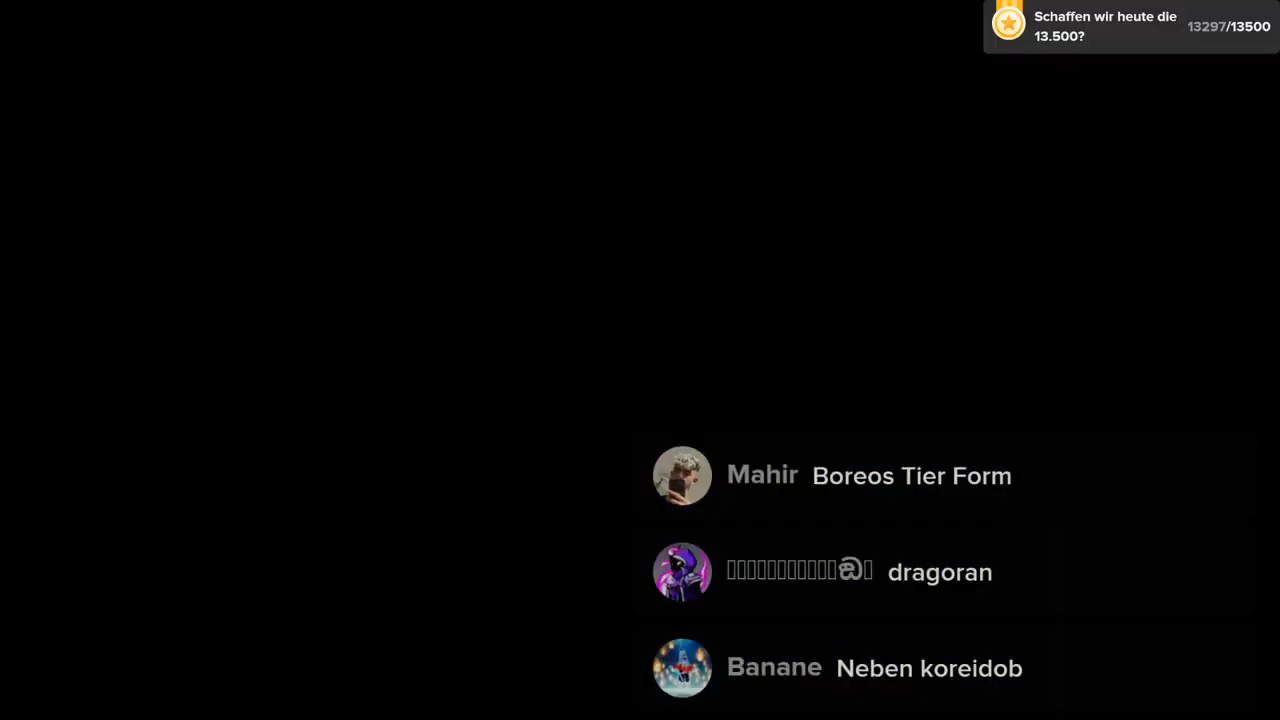 Schaffen wir heute die
13.500?
13297/13500
Mahir Boreos Tier Form
dragoran
Banane Neben koreidob